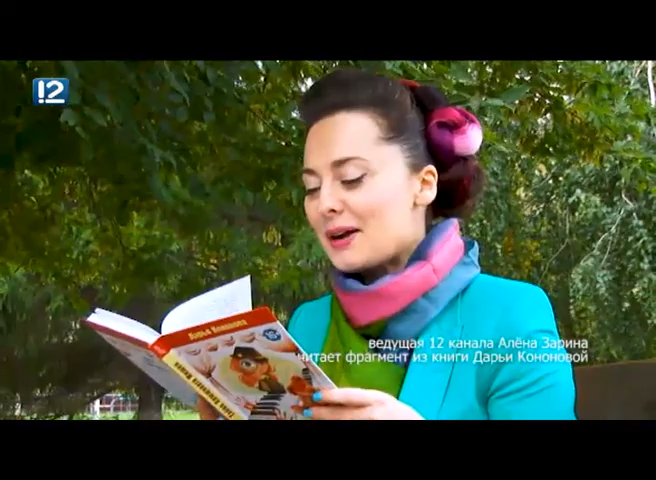 12
ведущая 12 канала Алёна Зарина
читает фрагмент из книги Дарьи Кононовой
Дарья Кононова